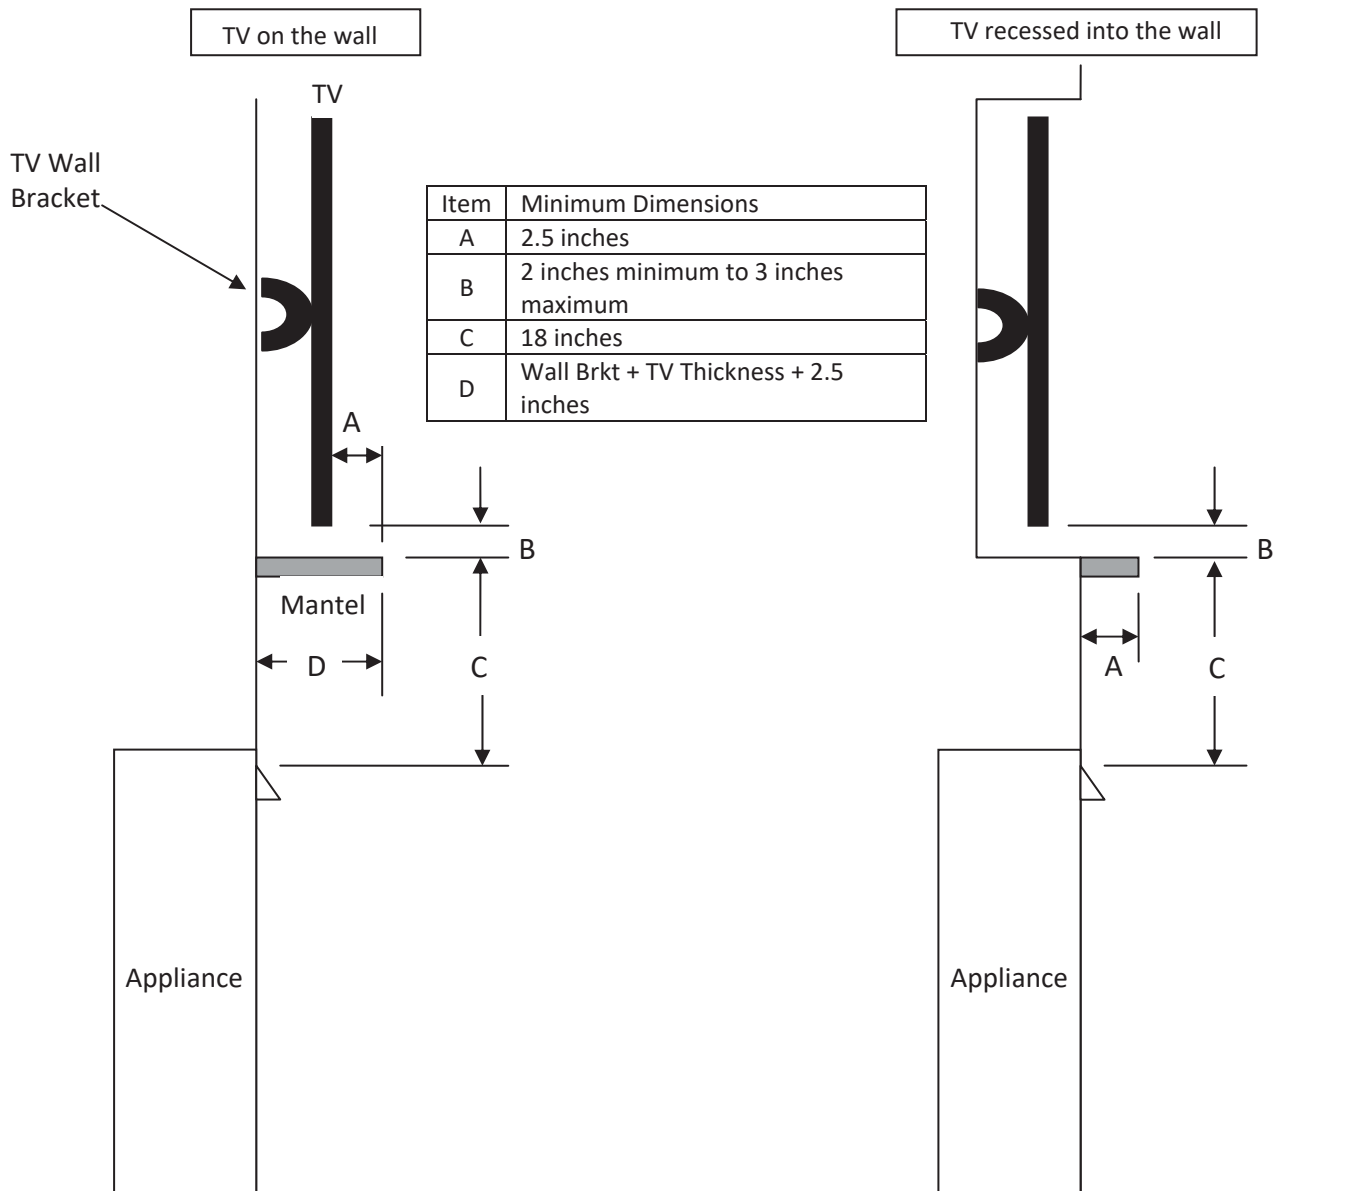 TV on the wall
TV recessed into the wall
TV
TV Wall
Bracket
Item Minimum Dimensions
A 2.5 inches
B 2 inches minimum to 3 inches
maximum
C 18 inches
D Wall Brkt + TV Thickness + 2.5
inches
A
B
B
Mantel
D
C
A
C
Appliance
Appliance